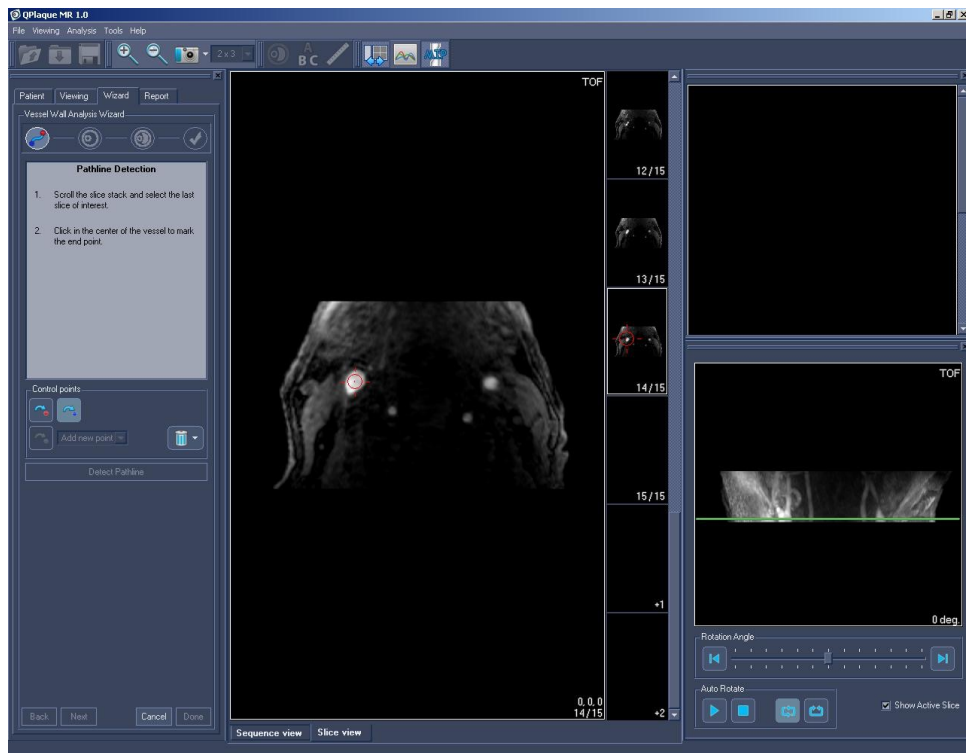 QPlaque MR 1.0
File Viewing Analysis Tools Help
2 x 3
A
B C
MIP
Patient Viewing Wizard Report
Vessel Wall Analysis Wizard
Pathline Detection
1. Scroll the slice stack and select the last
slice of interest.
2. Click in the center of the vessel to mark
the end point.
Control points
Add new point
Detect Pathline
Back Next Cancel Done
TOF
0, 0, 0
14/15
Sequence view Slice view
12/15
13/15
14/15
15/15
+1
+2
TOF
0 deg.
Rotation Angle
Auto Rotate
Show Active Slice